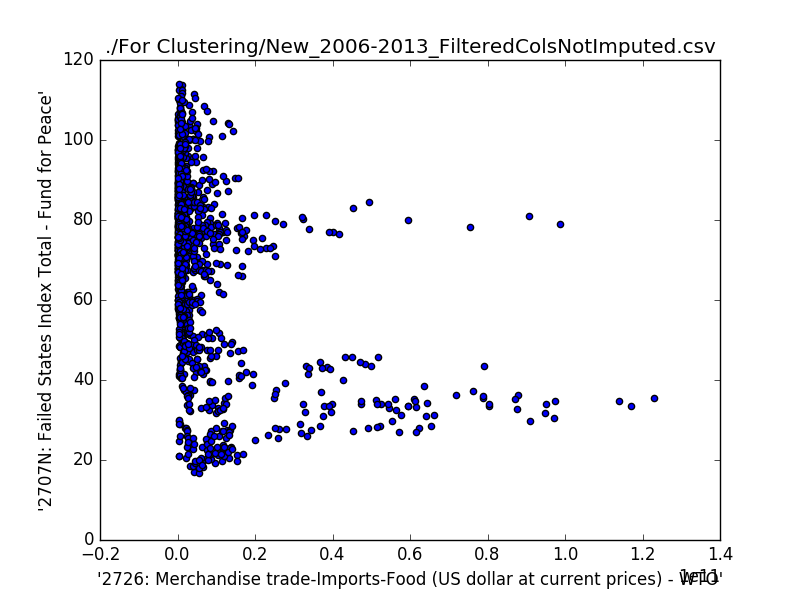 ./For Clustering/New_2006-2013_FilteredColsNotImputed.csv
120
100
80
60
40
20
0
'2707N: Failed States Index Total - Fund for Peace'
−0.2 0.0 0.2 0.4 0.6 0.8 1.0 1.2 1.4
1e11
'2726: Merchandise trade-Imports-Food (US dollar at current prices) - WTO'